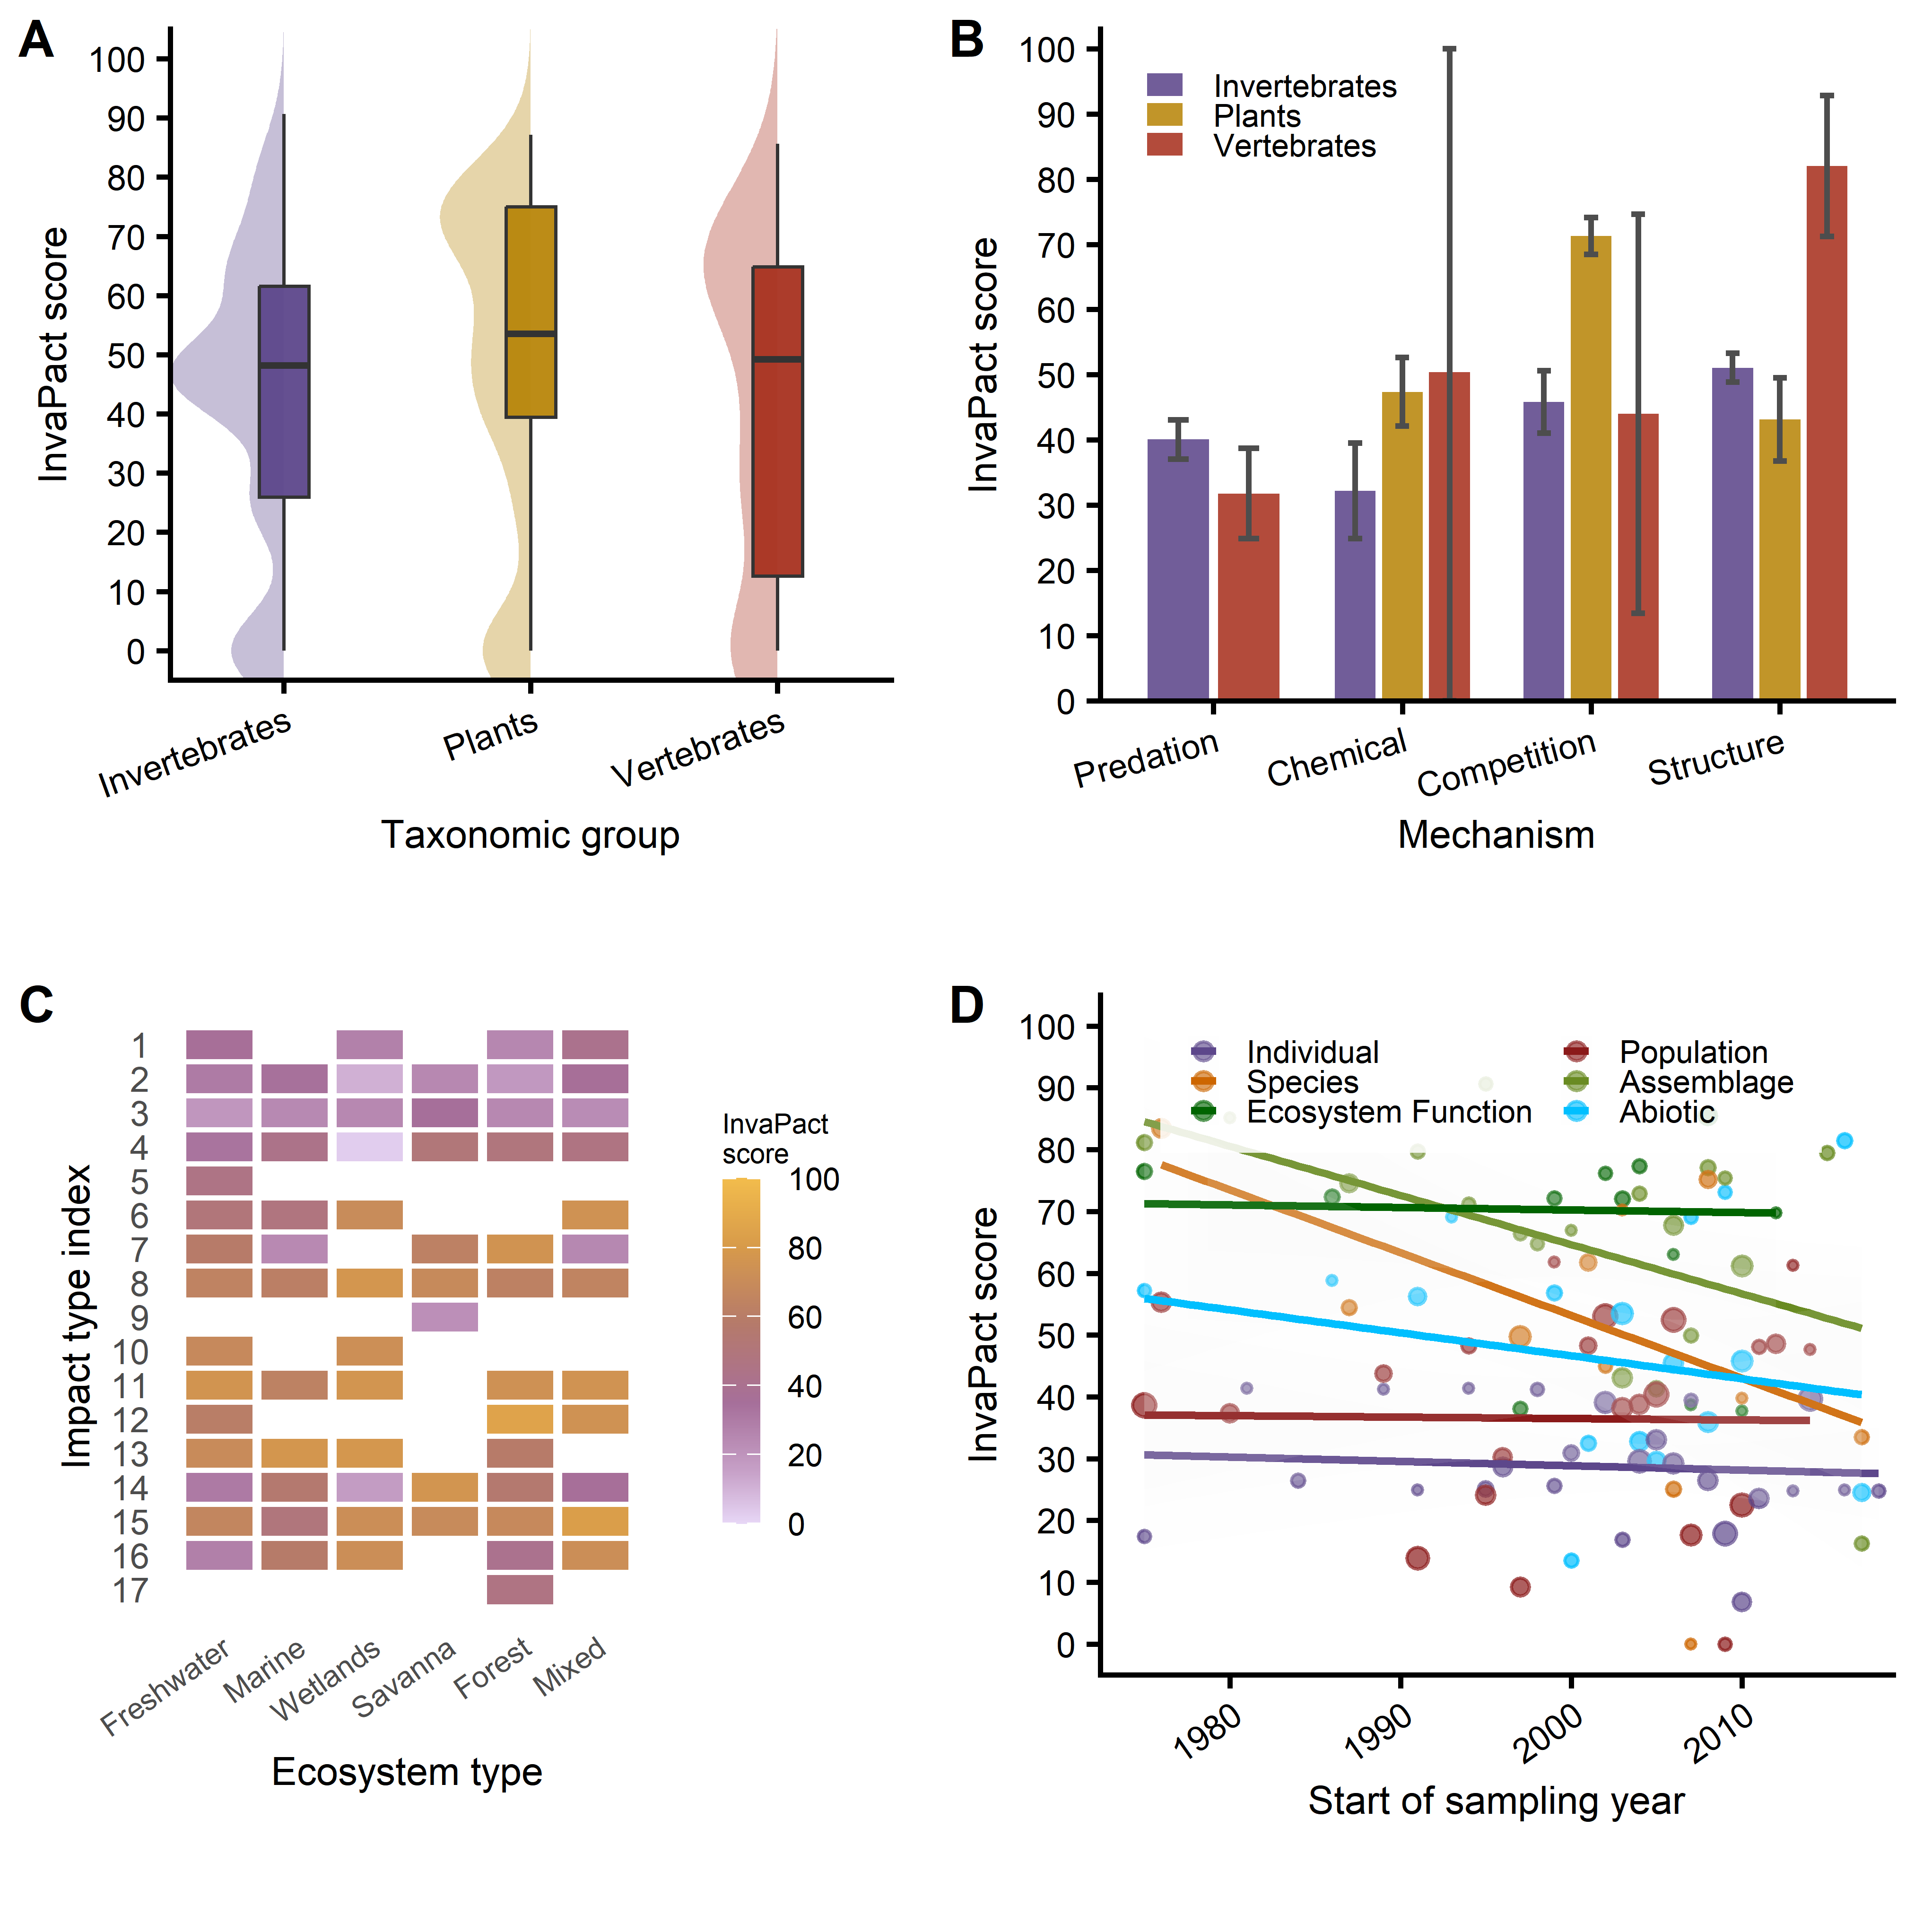 A
InvaPact score
100
90
80
70
60
50
40
30
20
10
0
Invertebrates
Plants
Vertebrates
Taxonomic group
B
InvaPact score
100
90
80
70
60
50
40
30
20
10
0
Invertebrates
Plants
Vertebrates
Predation
Chemical
Competition
Structure
Mechanism
C
Impact type index
1
2
3
4
5
6
7
8
9
10
11
12
13
14
15
16
17
Freshwater
Marine
Wetlands
Savanna
Forest
Mixed
Ecosystem type
InvaPact
score
100
80
60
40
20
0
D
InvaPact score
100
90
80
70
60
50
40
30
20
10
0
Individual
Species
Ecosystem Function
Population
Assemblage
Abiotic
1980
1990
2000
2010
Start of sampling year